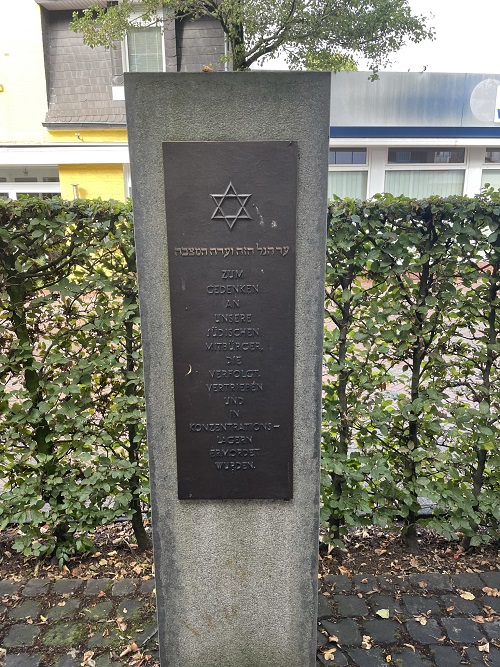 עד הגל הזה ועדה המצבה
ZUM
GEDENKEN
AN
UNSERE
JÜDISCHEN
MITBÜRGER,
DIE
VERFOLGT,
VERTRIEBEN
UND
IN
KONZENTRATIONS-
LAGERN
ERMORDET
WURDEN.